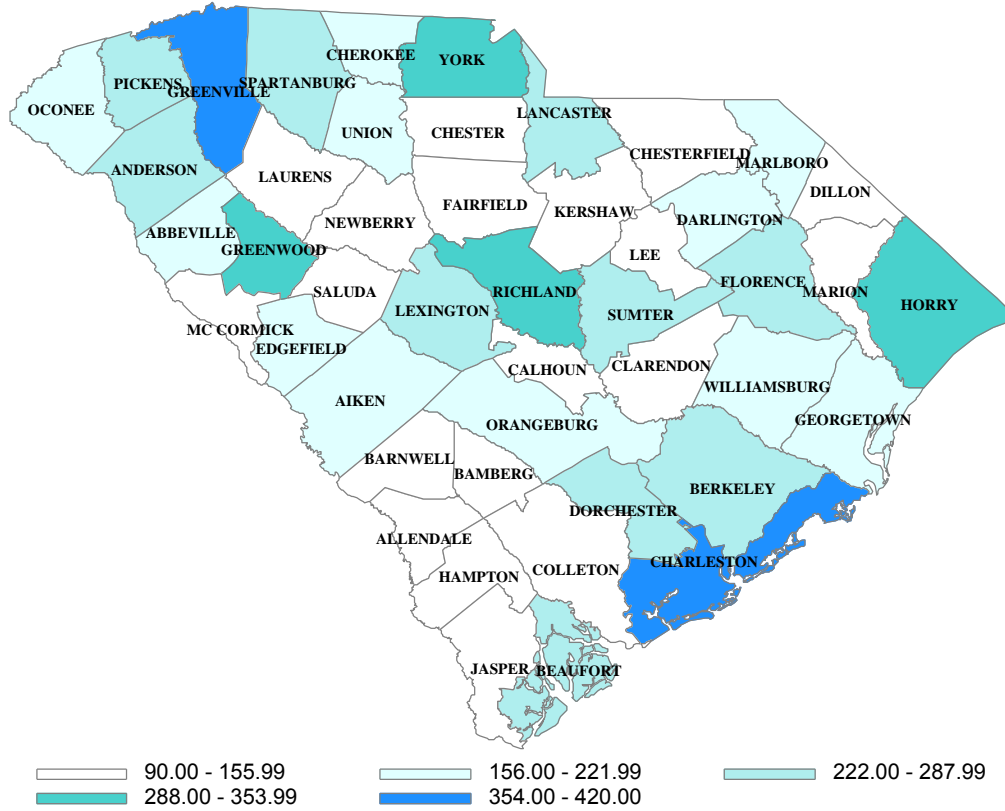 CHEROKEE
YORK
PICKENS
SPARTANBURG
GREENVILLE
OCONEE
LANCASTER
UNION
CHESTER
CHESTERFIELD
MARLBORO
ANDERSON
LAURENS
DILLON
FAIRFIELD
KERSHAW
NEWBERRY
DARLINGTON
ABBEVILLE
GREENWOOD
LEE
FLORENCE
SALUDA
RICHLAND
MARION
HORRY
LEXINGTON
SUMTER
MC CORMICK
EDGEFIELD
CALHOUN
CLARENDON
WILLIAMSBURG
AIKEN
GEORGETOWN
ORANGEBURG
BARNWELL
BAMBERG
BERKELEY
DORCHESTER
ALLENDALE
CHARLESTON
COLLETON
HAMPTON
JASPER
BEAUFORT
90.00 - 155.99
156.00 - 221.99
222.00 - 287.99
288.00 - 353.99
354.00 - 420.00